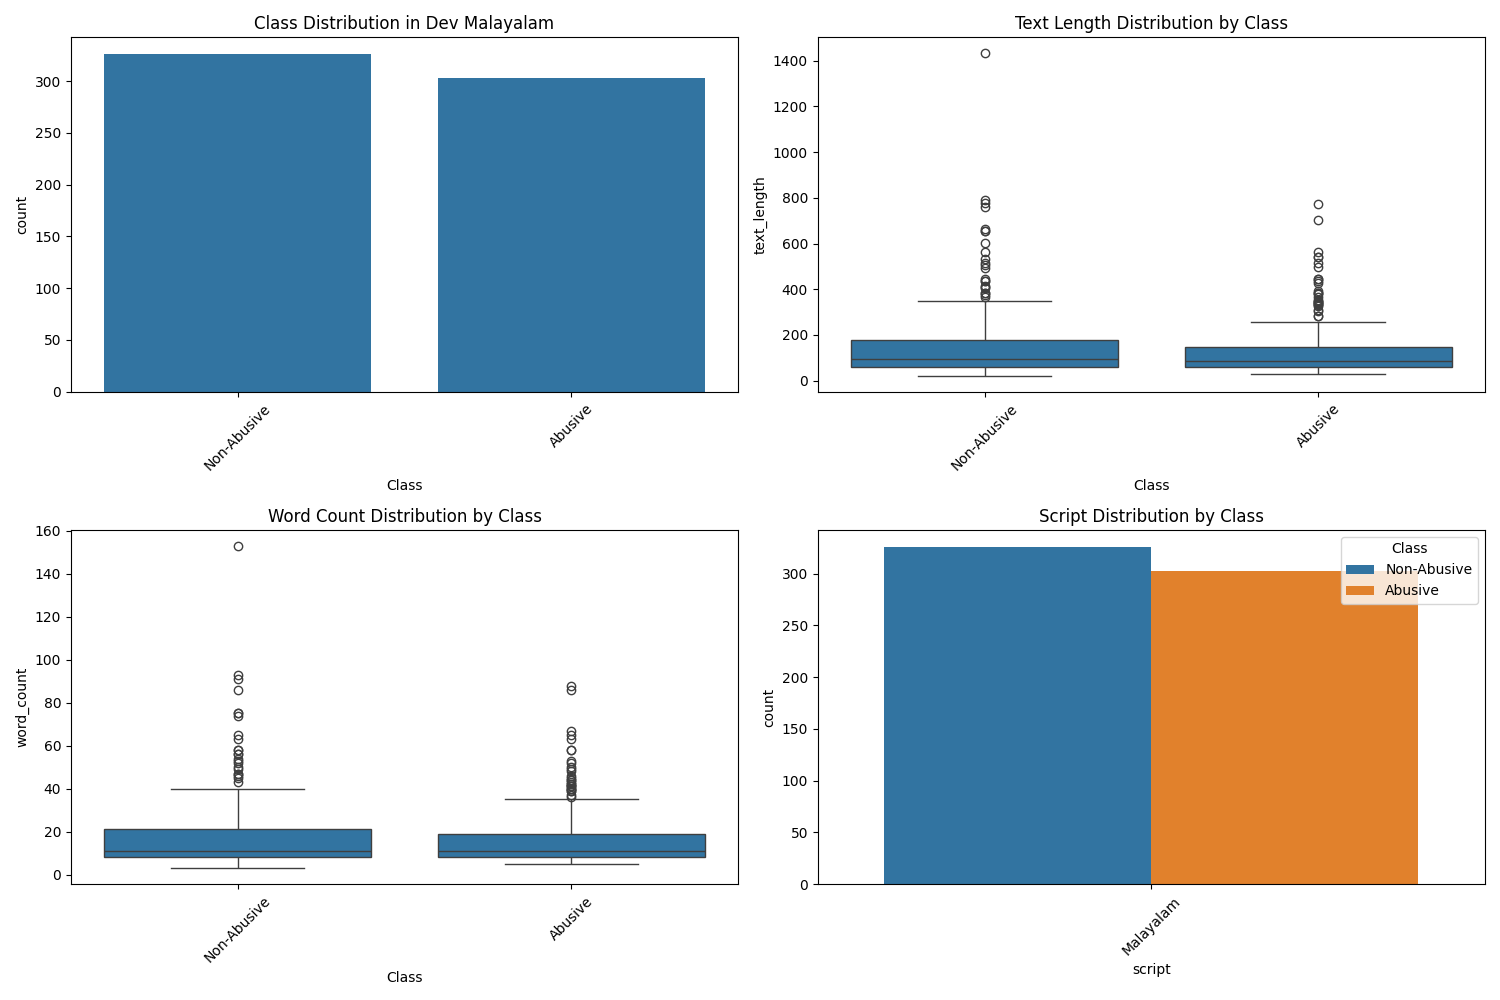 Class Distribution in Dev Malayalam
count
300
250
200
150
100
50
0
Non-Abusive
Abusive
Class
Text Length Distribution by Class
text_length
1400
1200
1000
800
600
400
200
0
Non-Abusive
Abusive
Class
Word Count Distribution by Class
word_count
160
140
120
100
80
60
40
20
0
Non-Abusive
Abusive
Class
Script Distribution by Class
count
300
250
200
150
100
50
0
Class
Non-Abusive
Abusive
Malayalam
script